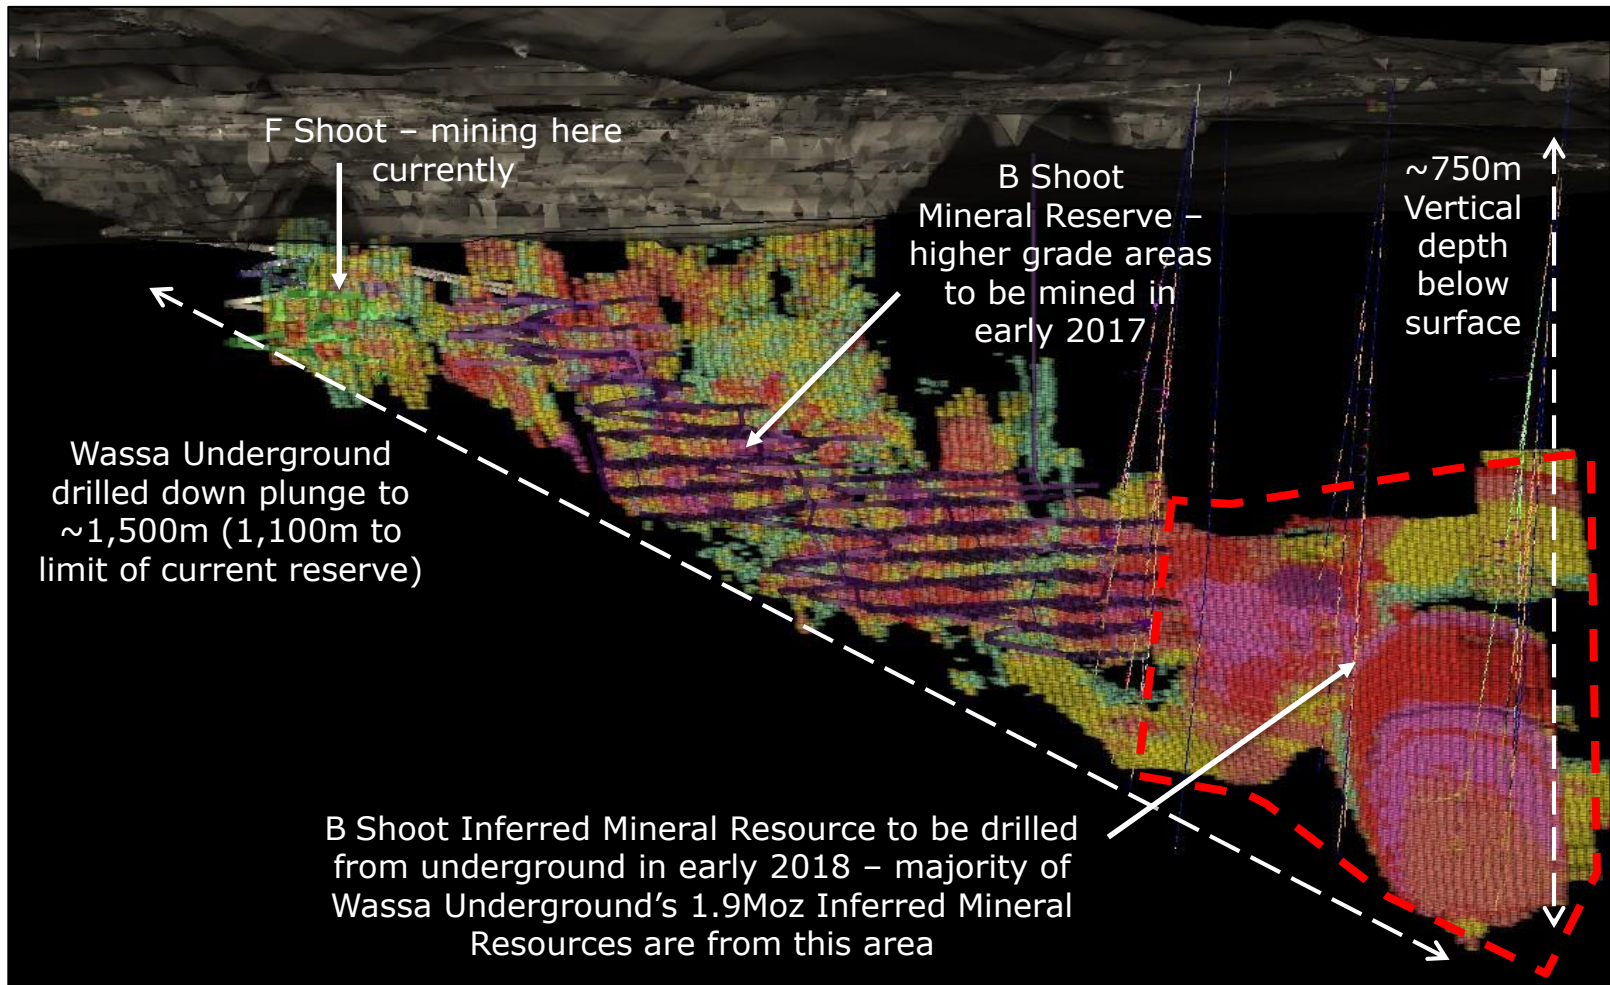 F Shoot – mining here
currently
B Shoot
Mineral Reserve –
higher grade areas
to be mined in
early 2017
~750m
Vertical
depth
below
surface
Wassa Underground
drilled down plunge to
~1,500m (1,100m to
limit of current reserve)
B Shoot Inferred Mineral Resource to be drilled
from underground in early 2018 – majority of
Wassa Underground’s 1.9Moz Inferred Mineral
Resources are from this area